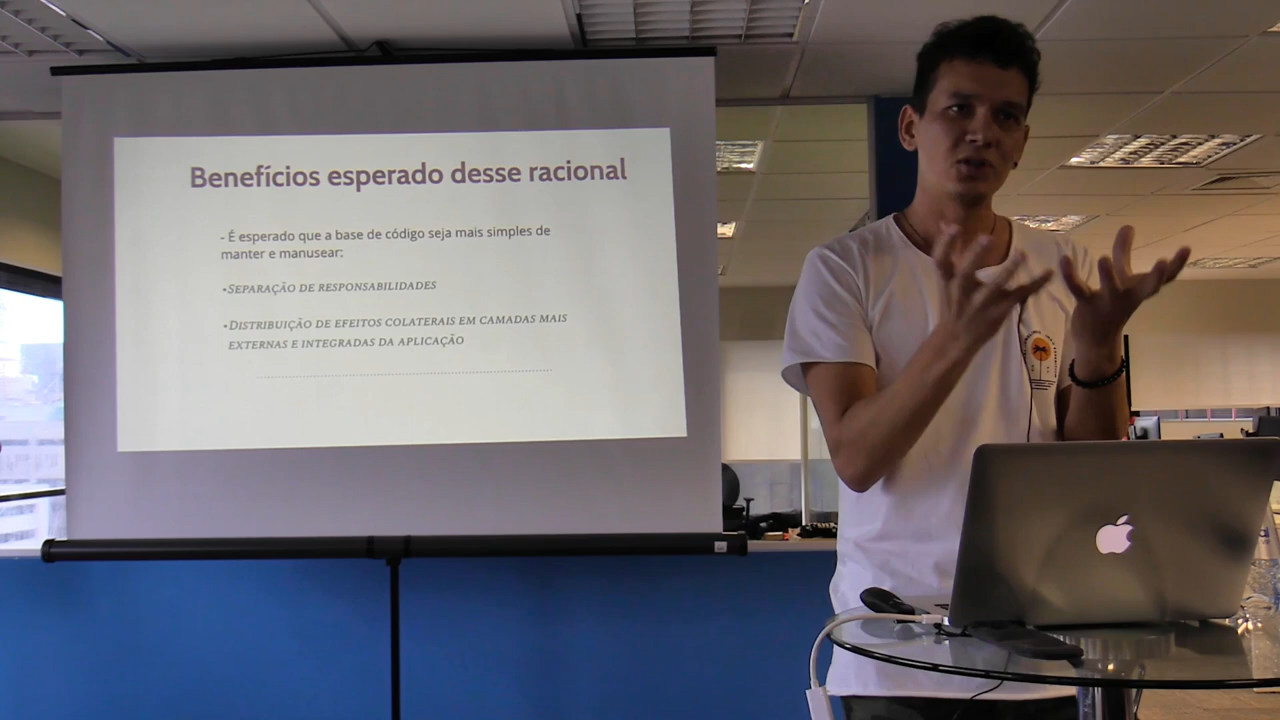 Benefícios esperado desse racional
- É esperado que a base de código seja mais simples de
manter e manusear:
•SEPARAÇÃO DE RESPONSABILIDADES
•DISTRIBUIÇÃO DE EFEITOS COLATERAIS EM CAMADAS MAIS
EXTERNAS E INTEGRADAS DA APLICAÇÃO